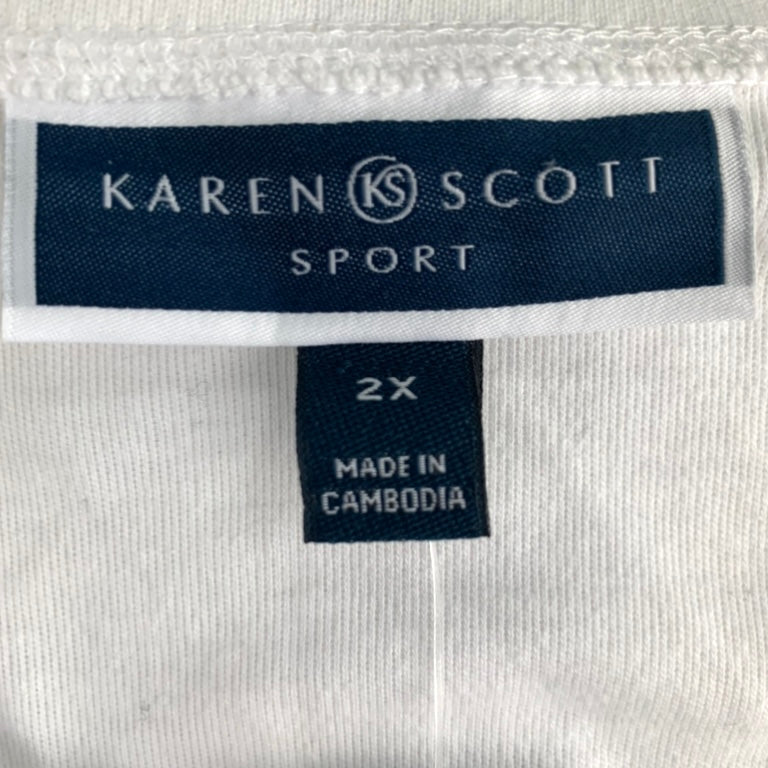 KAREN KS SCOTT
SPORT
2X
MADE IN
CAMBODIA